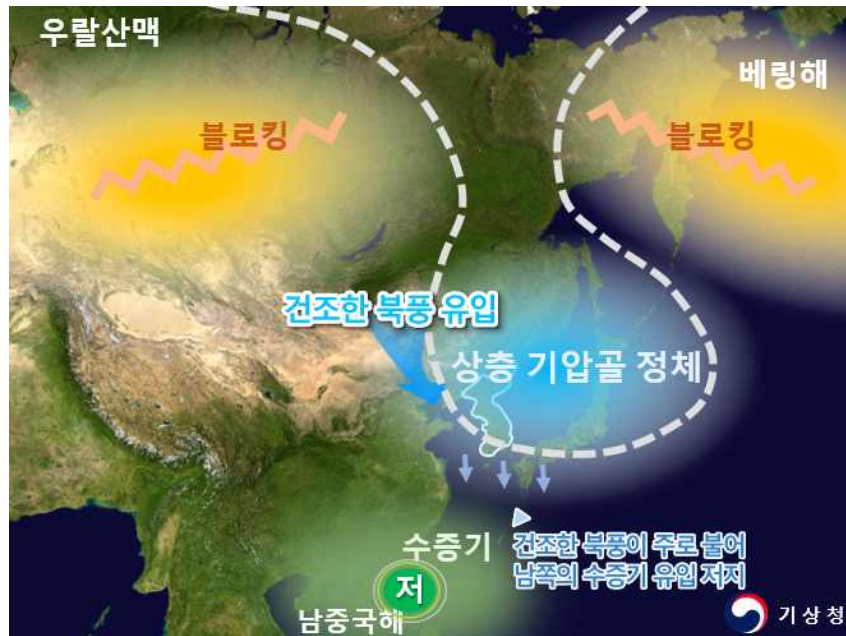 우랄산맥
베링해
블로킹
블로킹
건조한 북풍 유입
상층 기압골 정체
수증기
건조한 북풍이 주로 불어
남쪽의 수증기 유입 저지
저
남중국해
기상청